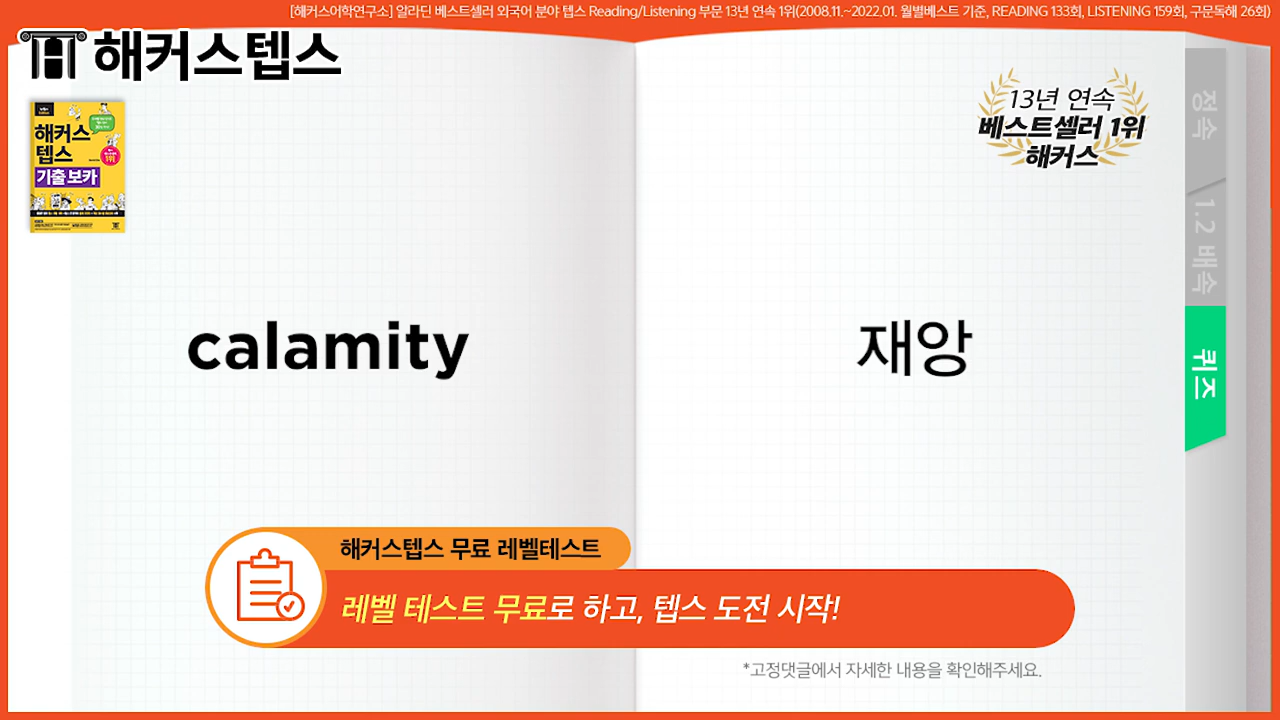 [해커스어학연구소] 알라딘 베스트셀러 외국어 분야 텝스 Reading/Listening 부문 13년 연속 1위(2008.11.~2022.01. 월별베스트 기준, READING 133회, LISTENING 159회, 구문독해 26회)
해커스텝스
해커스
텝스
기출 보카
13년 연속
베스트셀러 1위
해커스
정속
1.2 배속
퀴즈
calamity
재앙
해커스텝스 무료 레벨테스트
레벨 테스트 무료로 하고, 텝스 도전 시작!
*고정댓글에서 자세한 내용을 확인해주세요.